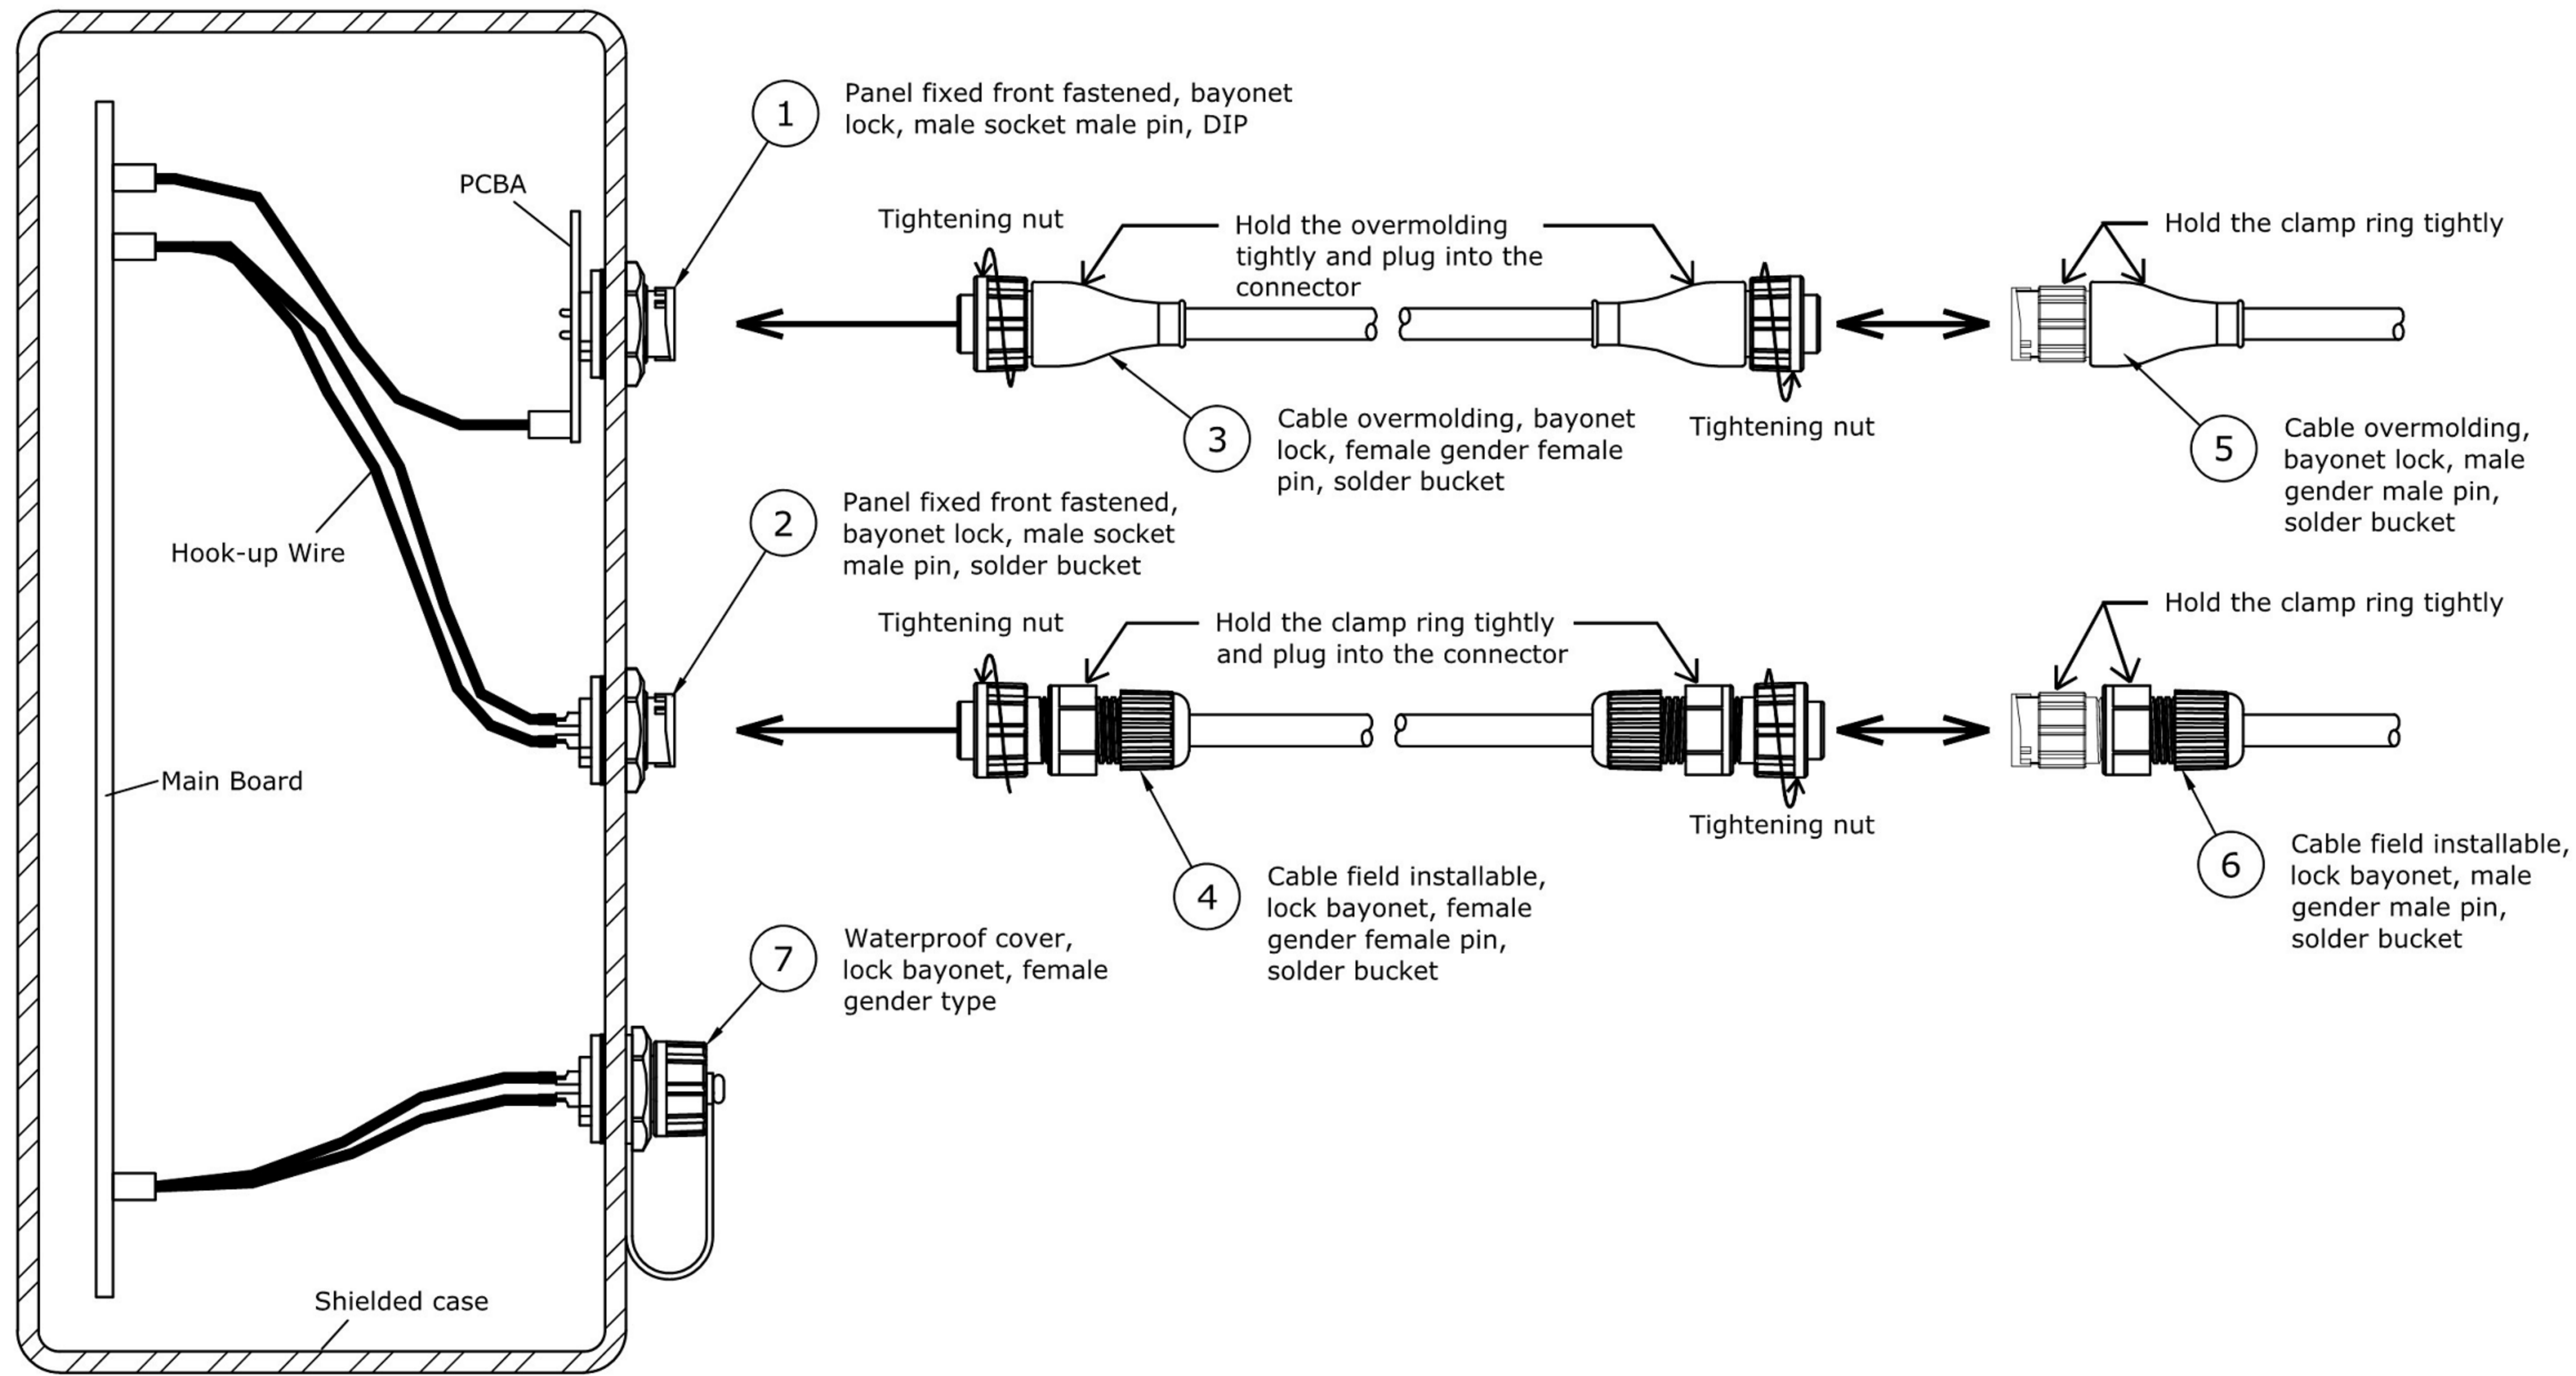 1
Panel fixed front fastened, bayonet
lock, male socket male pin, DIP
PCBA
Tightening nut
Hold the overmolding
tightly and plug into the
connector
Hold the clamp ring tightly
3
Cable overmolding, bayonet
lock, female gender female
pin, solder bucket
Tightening nut
5
Cable overmolding,
bayonet lock, male
gender male pin,
solder bucket
2
Panel fixed front fastened,
bayonet lock, male socket
male pin, solder bucket
Hook-up Wire
Tightening nut
Hold the clamp ring tightly
and plug into the connector
Hold the clamp ring tightly
Main Board
Tightening nut
4
Cable field installable,
lock bayonet, female
gender female pin,
solder bucket
6
Cable field installable,
lock bayonet, male
gender male pin,
solder bucket
7
Waterproof cover,
lock bayonet, female
gender type
Shielded case